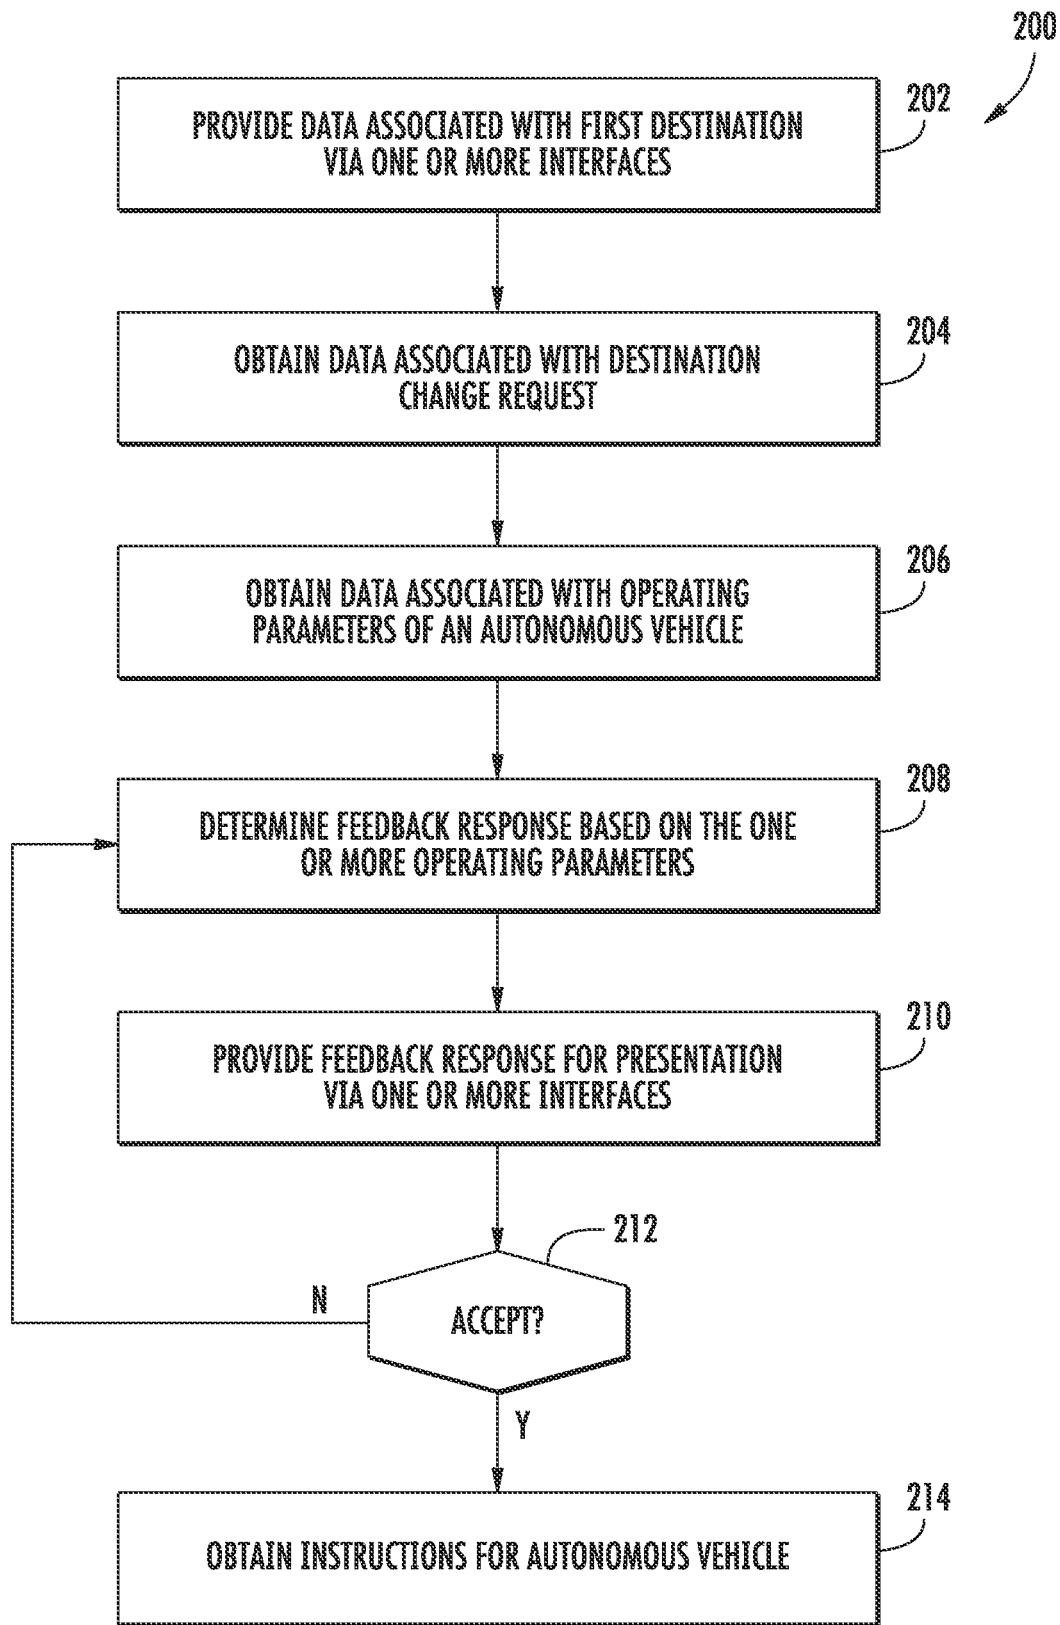 200
202
PROVIDE DATA ASSOCIATED WITH FIRST DESTINATION
VIA ONE OR MORE INTERFACES
204
OBTAIN DATA ASSOCIATED WITH DESTINATION
CHANGE REQUEST
206
OBTAIN DATA ASSOCIATED WITH OPERATING
PARAMETERS OF AN AUTONOMOUS VEHICLE
208
DETERMINE FEEDBACK RESPONSE BASED ON THE ONE
OR MORE OPERATING PARAMETERS
210
PROVIDE FEEDBACK RESPONSE FOR PRESENTATION
VIA ONE OR MORE INTERFACES
212
N
ACCEPT?
Y
214
OBTAIN INSTRUCTIONS FOR AUTONOMOUS VEHICLE